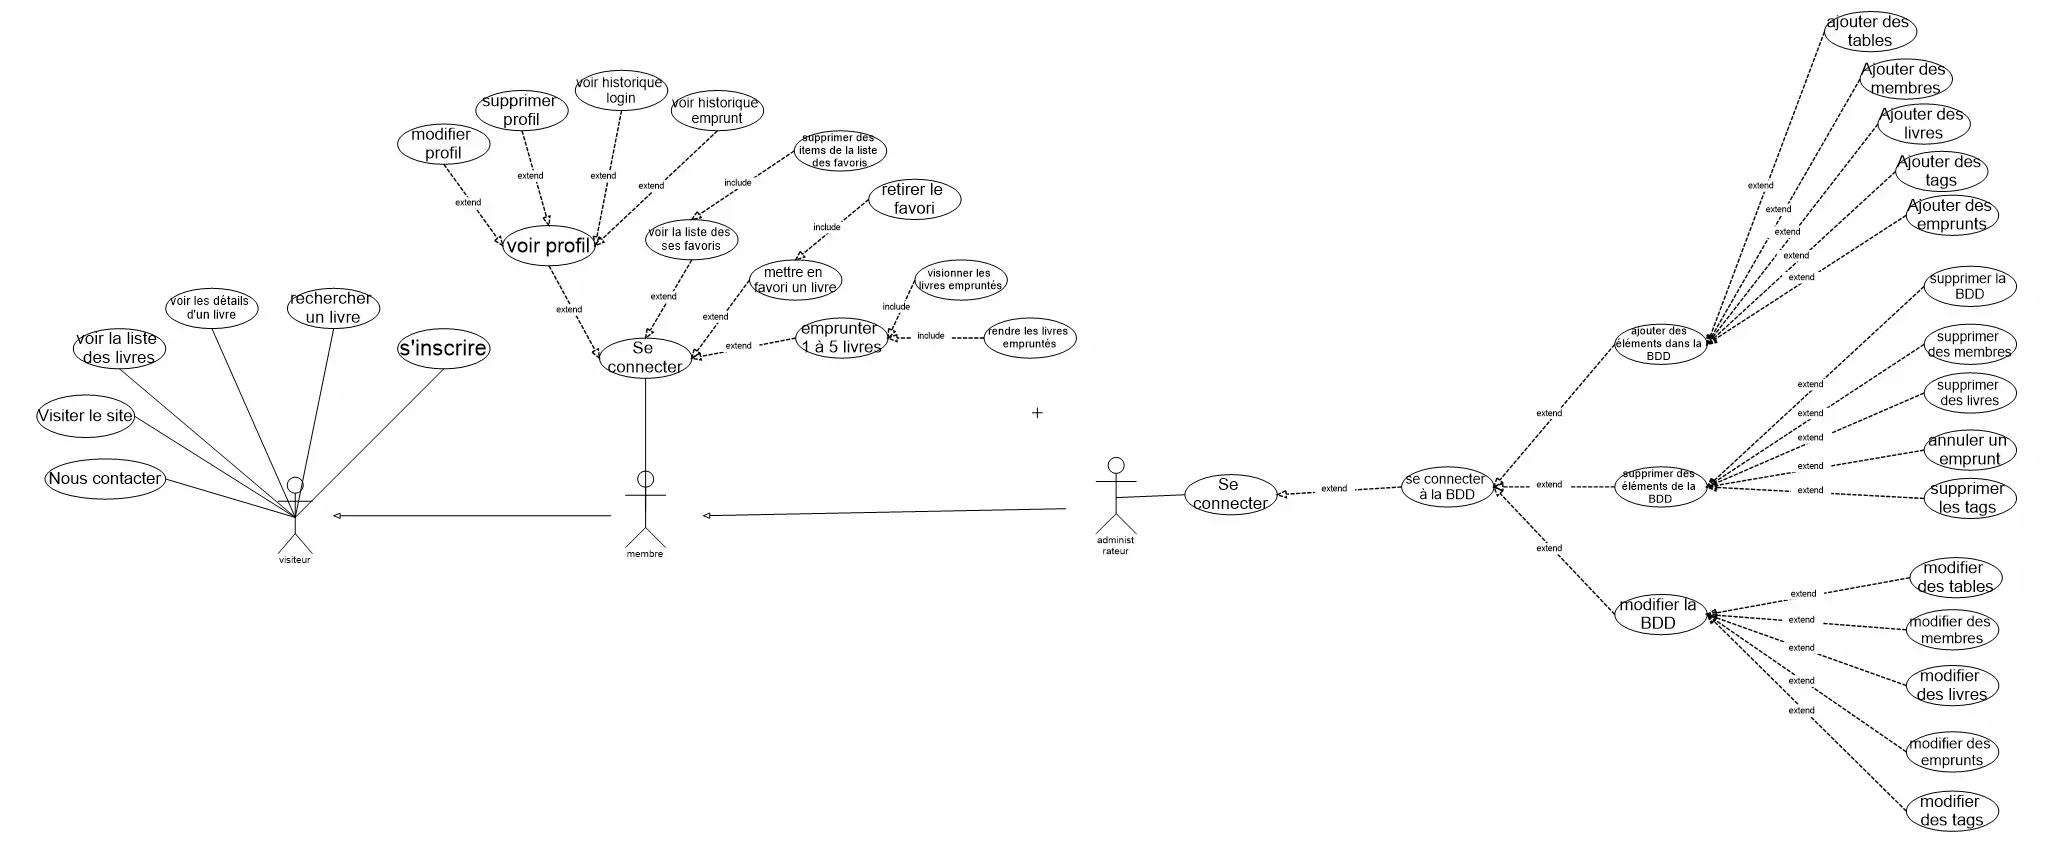 voir historique
login
supprimer
profil
voir historique
emprunt
modifier
profil
supprimer des
items de la liste
des favoris
extend
extend
extend
extend
extend
include
retirer le
favori
include
voir profil
voir la liste des
ses favoris
mettre en
favori un livre
visionner les
livres empruntés
extend
extend
extend
include
emprunter
1 à 5 livres
include
rendre les livres
empruntés
extend
Se
connecter
voir les détails
d'un livre
rechercher
un livre
voir la liste
des livres
s'inscrire
Visiter le site
Nous contacter
visiteur
membre
administ
rateur
Se
connecter
extend
se connecter
à la BDD
extend
extend
extend
ajouter des
éléments dans la
BDD
supprimer des
éléments de la
BDD
modifier la
BDD
ajouter des
tables
Ajouter des
membres
Ajouter des
livres
Ajouter des
tags
Ajouter des
emprunts
extend
extend
extend
extend
extend
supprimer la
BDD
supprimer
des membres
supprimer
des livres
annuler un
emprunt
supprimer
les tags
extend
extend
extend
extend
extend
modifier
des tables
modifier des
membres
modifier
des livres
modifier des
emprunts
modifier
des tags
extend
extend
extend
extend
extend